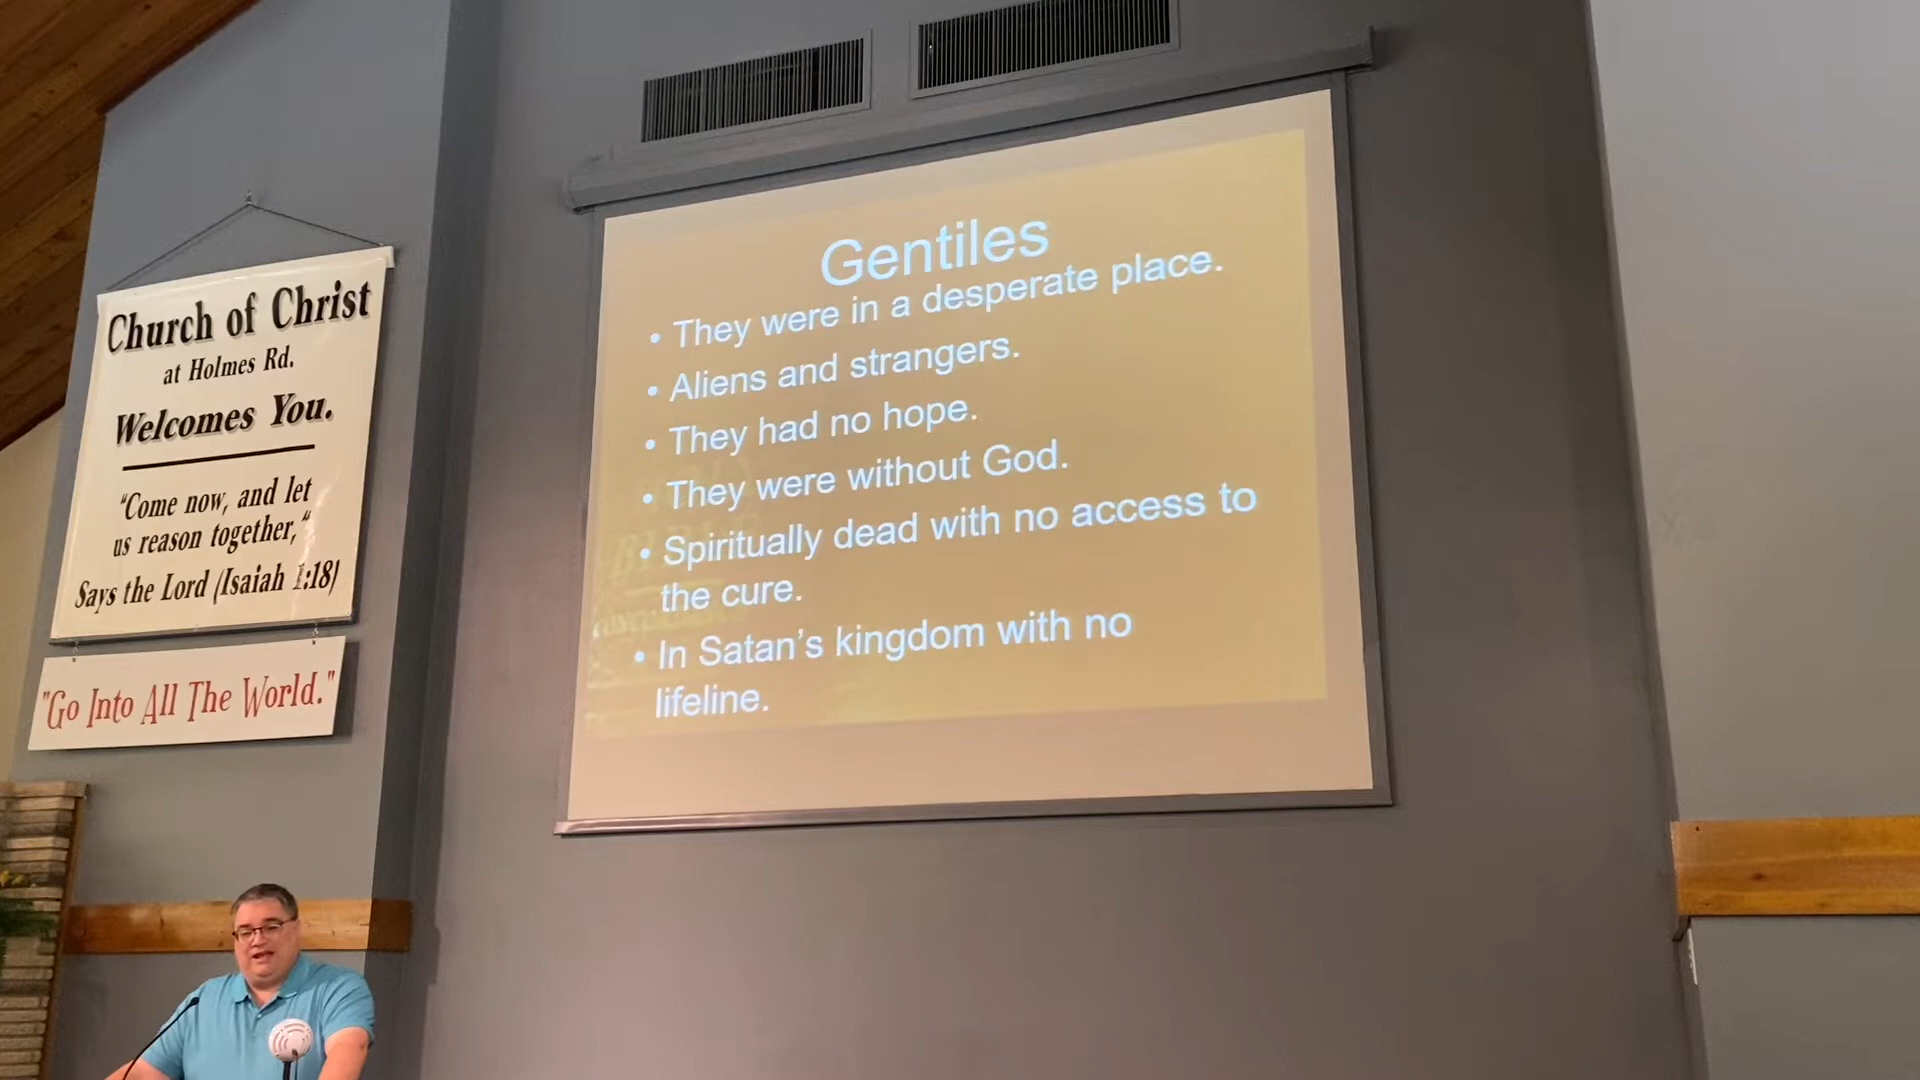 Church of Christ
at Holmes Rd.
Welcomes You.
“Come now, and let
us reason together,“
Says the Lord (Isaiah 1:18)
"Go Into All The World."
Gentiles
• They were in a desperate place.
• Aliens and strangers.
• They had no hope.
• They were without God.
• Spiritually dead with no access to
the cure.
• In Satan’s kingdom with no
lifeline.